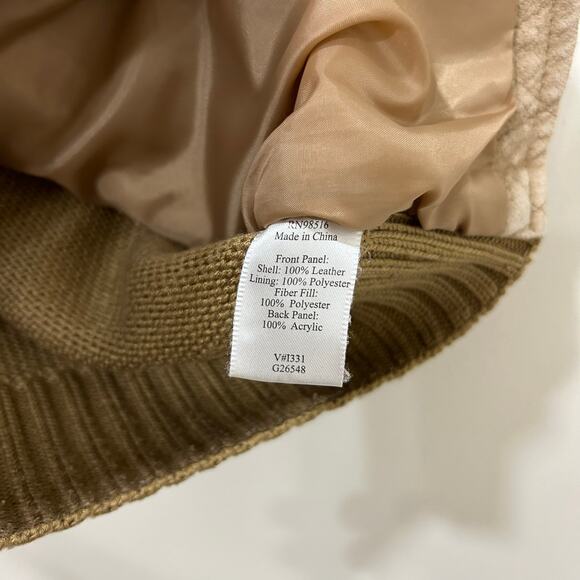 RN98516
Made in China
Front Panel:
Shell: 100% Leather
Lining: 100% Polyester
Fiber Fill:
100% Polyester
Back Panel:
100% Acrylic
V#I331
G26548